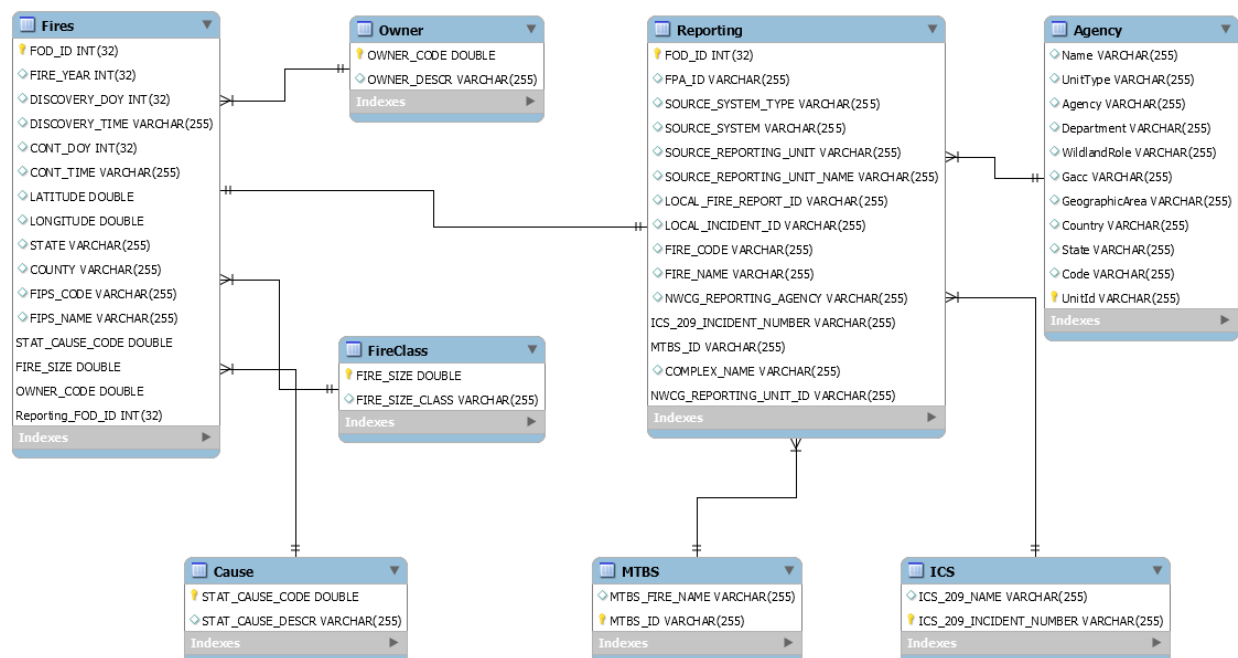 Fires
FOD_ID INT(32)
FIRE_YEAR INT(32)
DISCOVERY_DOY INT(32)
DISCOVERY_TIME VARCHAR(255)
CONT_DOY INT(32)
CONT_TIME VARCHAR(255)
LATITUDE DOUBLE
LONGITUDE DOUBLE
STATE VARCHAR(255)
COUNTY VARCHAR(255)
FIPS_CODE VARCHAR(255)
FIPS_NAME VARCHAR(255)
STAT_CAUSE_CODE DOUBLE
FIRE_SIZE DOUBLE
OWNER_CODE DOUBLE
Reporting_FOD_ID INT(32)
Indexes
Owner
OWNER_CODE DOUBLE
OWNER_DESCR VARCHAR(255)
Indexes
FireClass
FIRE_SIZE DOUBLE
FIRE_SIZE_CLASS VARCHAR(255)
Indexes
Reporting
FOD_ID INT(32)
FPA_ID VARCHAR(255)
SOURCE_SYSTEM_TYPE VARCHAR(255)
SOURCE_SYSTEM VARCHAR(255)
SOURCE_REPORTING_UNIT VARCHAR(255)
SOURCE_REPORTING_UNIT_NAME VARCHAR(255)
LOCAL_FIRE_REPORT_ID VARCHAR(255)
LOCAL_INCIDENT_ID VARCHAR(255)
FIRE_CODE VARCHAR(255)
FIRE_NAME VARCHAR(255)
NWCG_REPORTING_AGENCY VARCHAR(255)
ICS_209_INCIDENT_NUMBER VARCHAR(255)
MTBS_ID VARCHAR(255)
COMPLEX_NAME VARCHAR(255)
NWCG_REPORTING_UNIT_ID VARCHAR(255)
Indexes
Agency
Name VARCHAR(255)
UnitType VARCHAR(255)
Agency VARCHAR(255)
Department VARCHAR(255)
WildlandRole VARCHAR(255)
Gacc VARCHAR(255)
GeographicArea VARCHAR(255)
Country VARCHAR(255)
State VARCHAR(255)
Code VARCHAR(255)
UnitId VARCHAR(255)
Indexes
Cause
STAT_CAUSE_CODE DOUBLE
STAT_CAUSE_DESCR VARCHAR(255)
Indexes
MTBS
MTBS_FIRE_NAME VARCHAR(255)
MTBS_ID VARCHAR(255)
Indexes
ICS
ICS_209_NAME VARCHAR(255)
ICS_209_INCIDENT_NUMBER VARCHAR(255)
Indexes